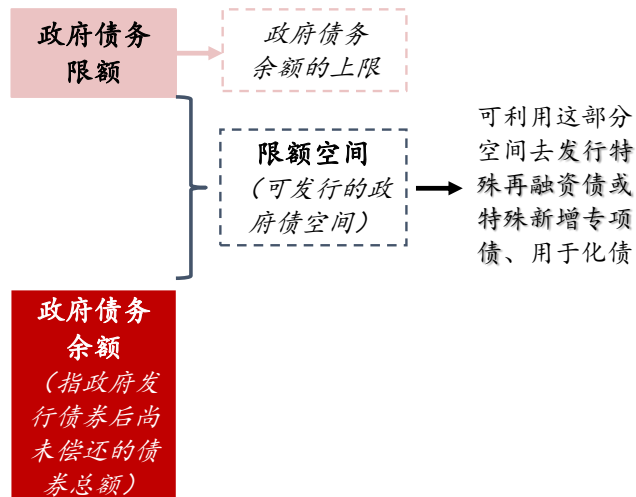 政府债务
限额
政府债务
余额的上限
限额空间
（可发行的政
府债空间）
可利用这部分
空间去发行特
殊再融资债或
特殊新增专项
债、用于化债
政府债务
余额
（指政府发
行债券后尚
未偿还的债
券总额）